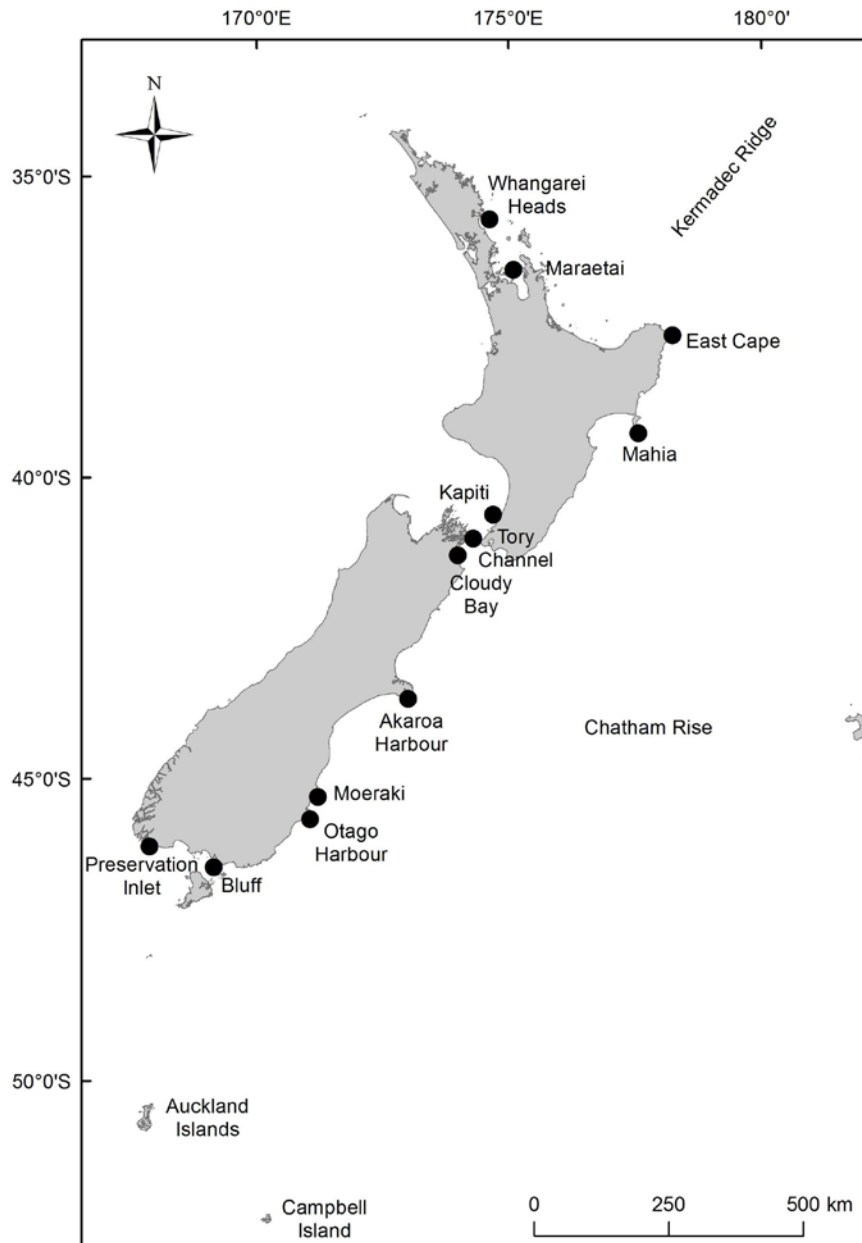 170°0'E
175°0'E
180°0'E
N
35°0'S
Kermadec Ridge
Whangarei
Heads
Maraetai
East Cape
Mahia
40°0'S
Kapiti
Tory
Channel
Cloudy
Bay
Akaroa
Harbour
Chatham Rise
45°0'S
Moeraki
Otago
Harbour
Preservation
Inlet
Bluff
50°0'S
Auckland
Islands
Campbell
Island
0
250
500 km